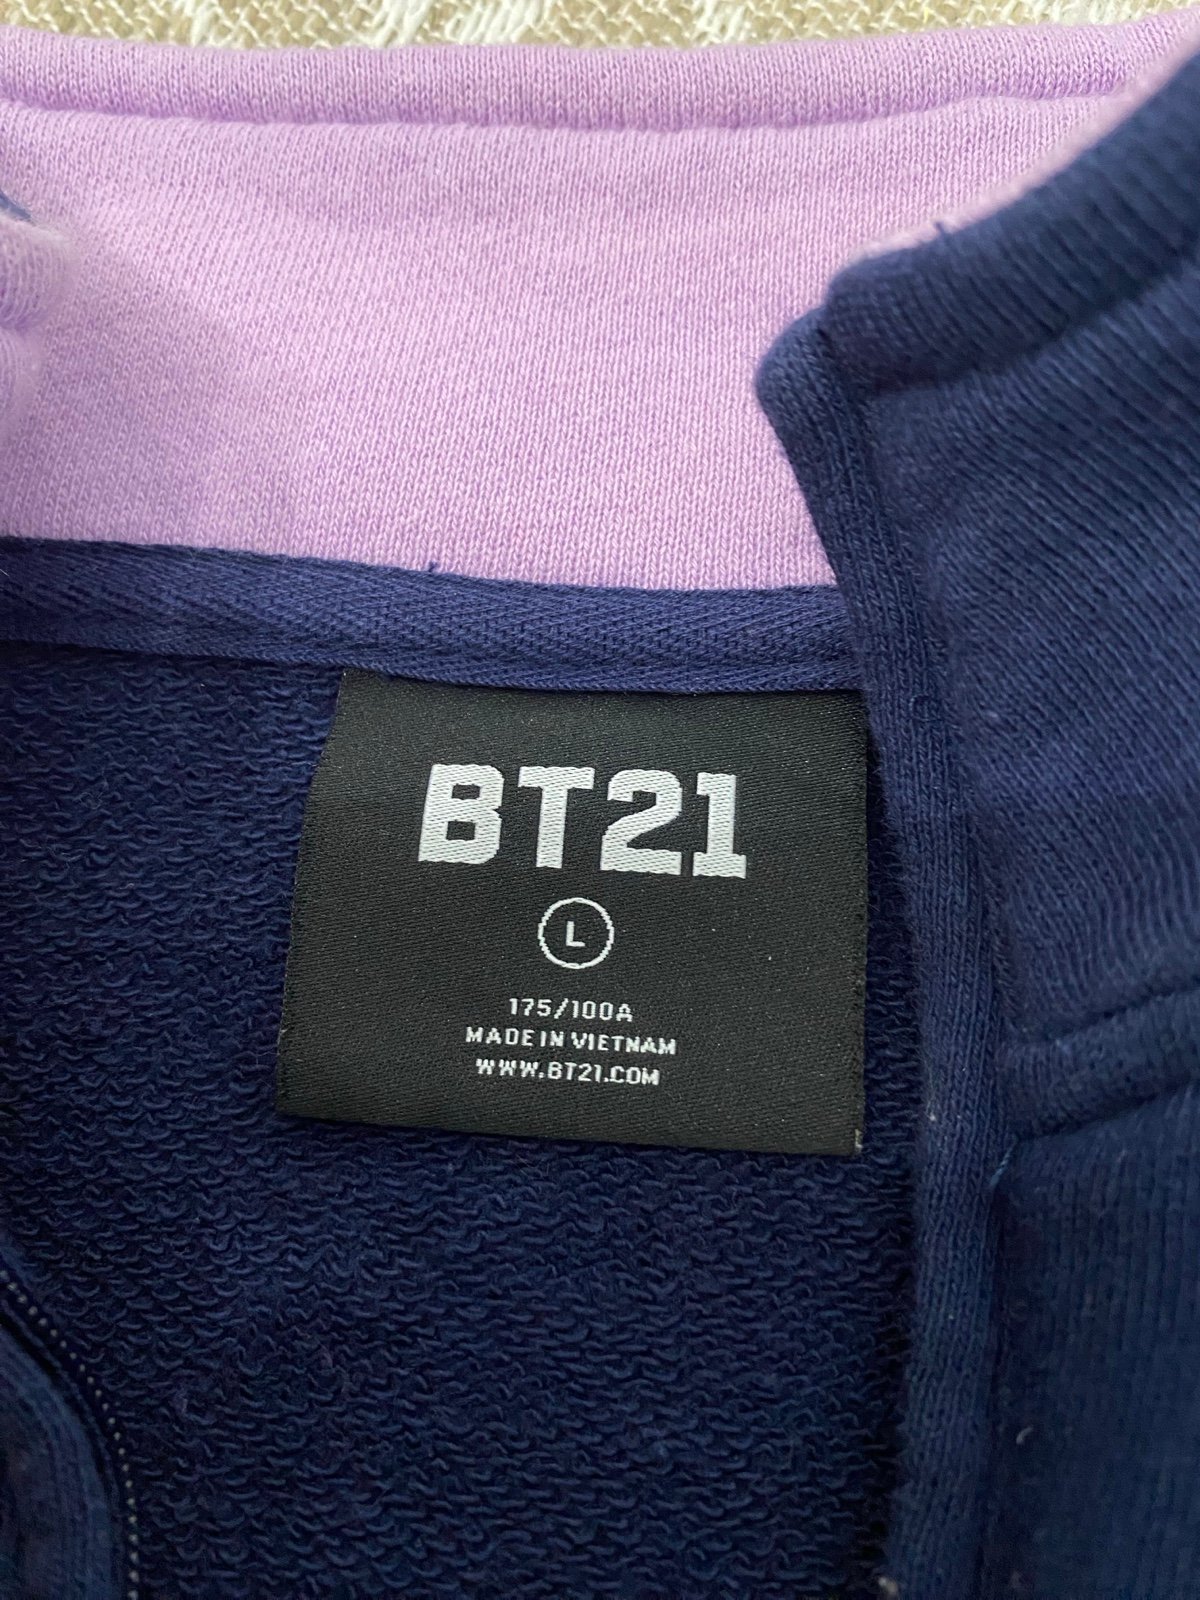 BT21
L
175/100A
MADE IN VIETNAM
WWW.BT21.COM